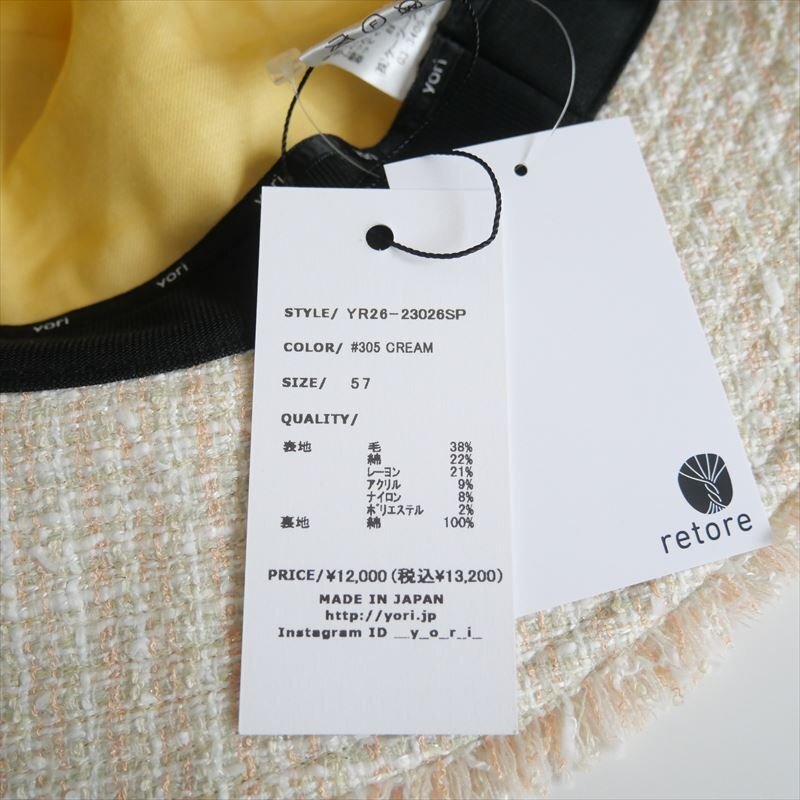 yori
yori
yori
yori
STYLE/ YR26-23026SP
COLOR/ #305 CREAM
SIZE/ 57
QUALITY/
表地 毛 38%
綿 22%
レーヨン 21%
アクリル 9%
ナイロン 8%
ポリエステル 2%
裏地 綿 100%
PRICE/¥12,000(税込¥13,200)
MADE IN JAPAN
http://yori.jp
Instagram ID __y_o_r_i_
retore